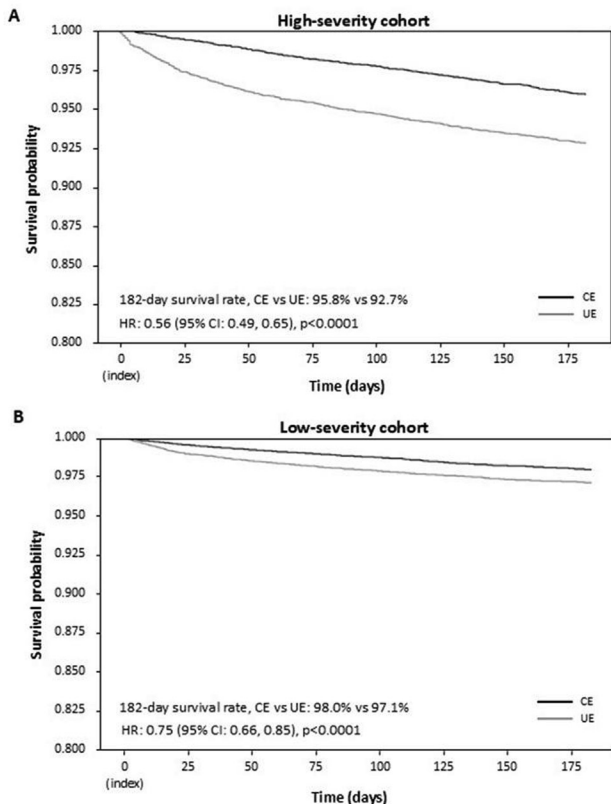 A
High-severity cohort
1.000
0.975
0.950
0.925
0.900
0.875
0.850
0.825
0.800
Survival probability
182-day survival rate, CE vs UE: 95.8% vs 92.7%
HR: 0.56 (95% CI: 0.49, 0.65), p<0.0001
CE
UE
0 25 50 75 100 125 150 175
(index)
Time (days)
B
Low-severity cohort
1.000
0.975
0.950
0.925
0.900
0.875
0.850
0.825
0.800
Survival probability
182-day survival rate, CE vs UE: 98.0% vs 97.1%
HR: 0.75 (95% CI: 0.66, 0.85), p<0.0001
CE
UE
0 25 50 75 100 125 150 175
(index)
Time (days)